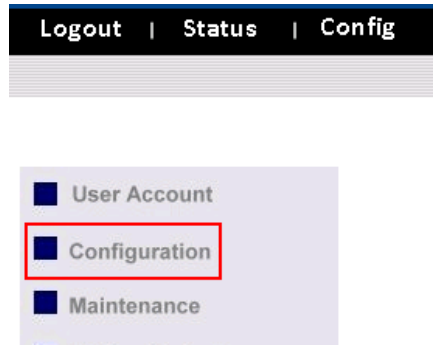 Logout | Status | Config
User Account
Configuration
Maintenance